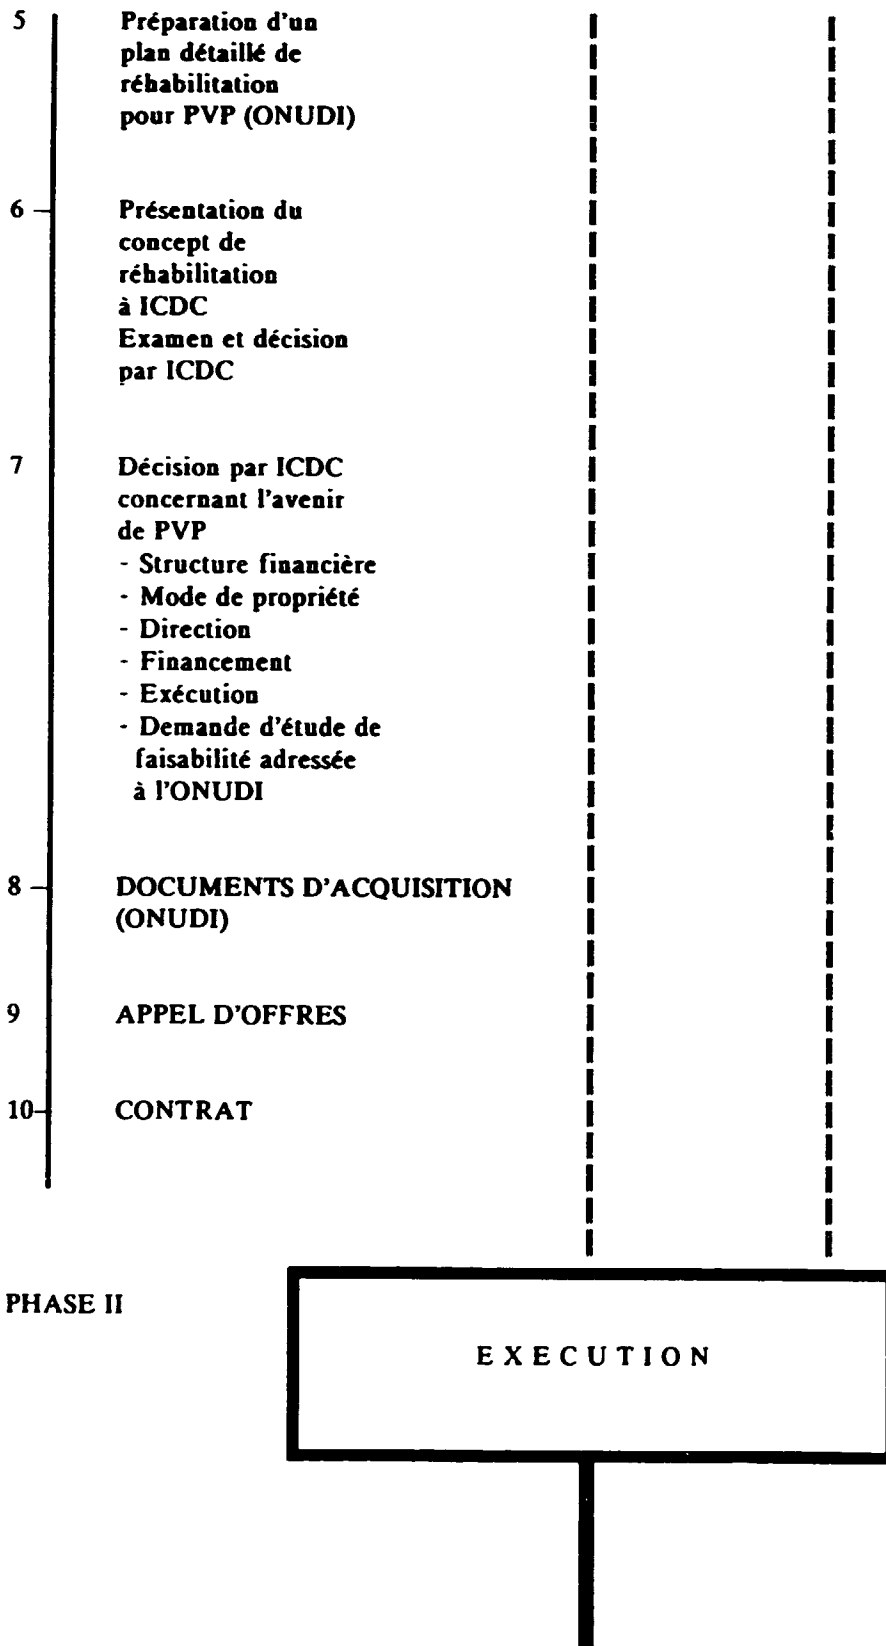 5 Préparation d'un
plan détaillé de
réhabilitation
pour PVP (ONUDI)
6 Présentation du
concept de
réhabilitation
à ICDC
Examen et décision
par ICDC
7 Décision par ICDC
concernant l'avenir
de PVP
- Structure financière
- Mode de propriété
- Direction
- Financement
- Exécution
- Demande d'étude de
faisabilité adressée
à l'ONUDI
8 DOCUMENTS D'ACQUISITION
(ONUDI)
9 APPEL D'OFFRES
10 CONTRAT
PHASE II
EXECUTION